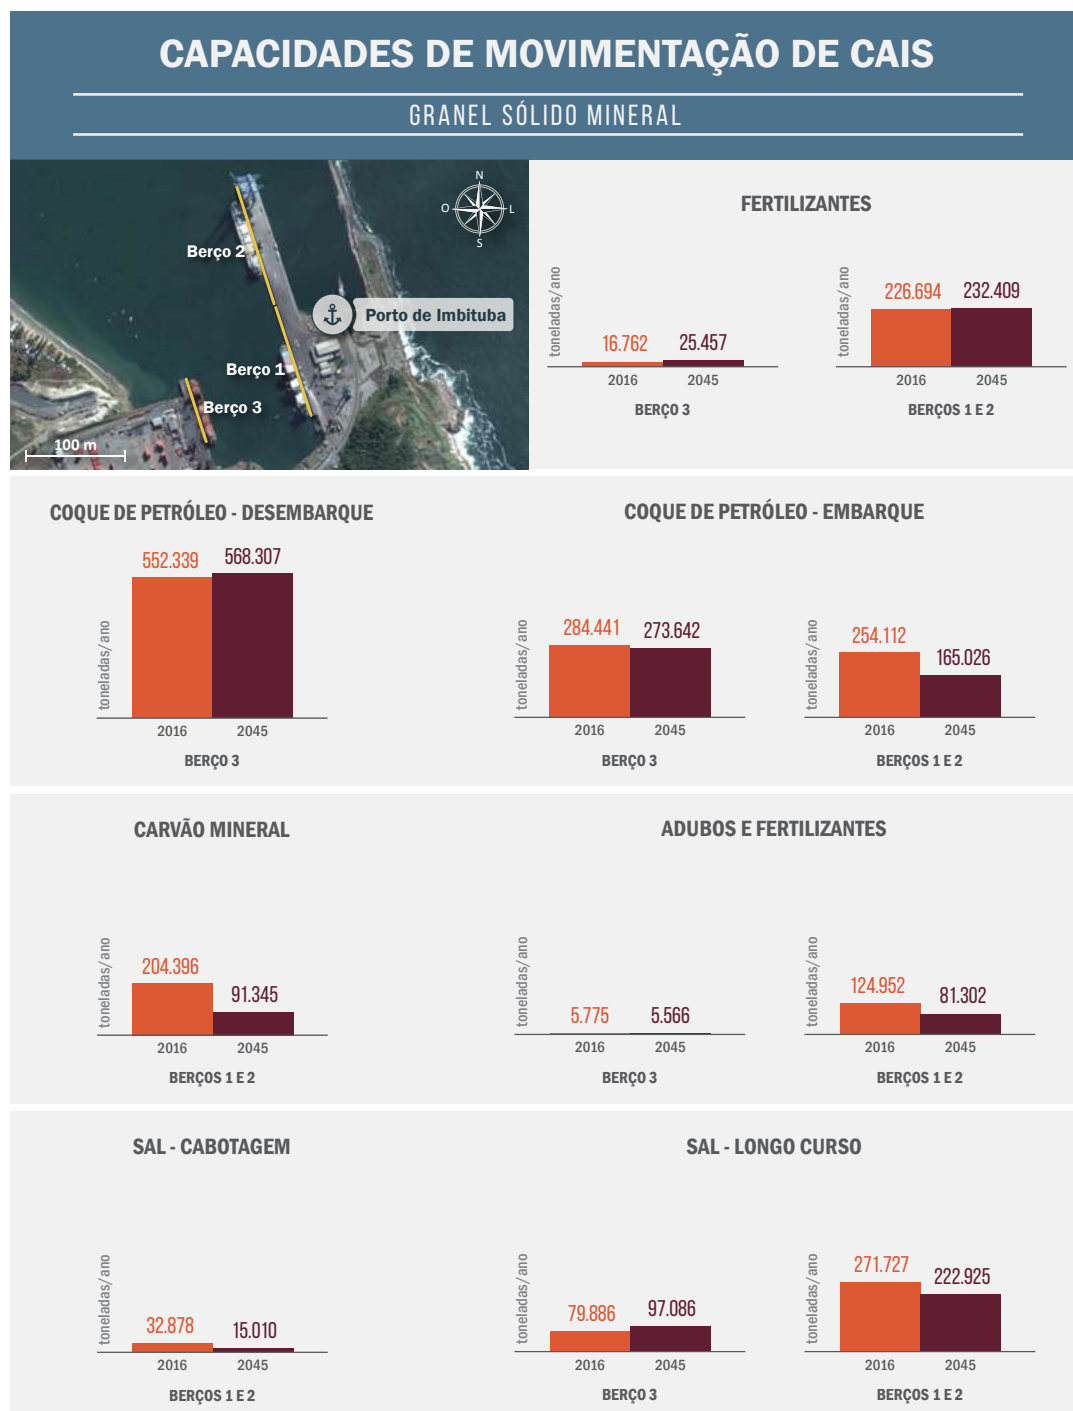 CAPACIDADES DE MOVIMENTAÇÃO DE CAIS
GRANEL SÓLIDO MINERAL
N
O
L
S
Berço 2
Porto de Imbituba
Berço 1
Berço 3
100 m
FERTILIZANTES
toneladas/ano
16.762
25.457
2016
2045
BERÇO 3
toneladas/ano
226.694
232.409
2016
2045
BERÇOS 1 E 2
COQUE DE PETRÓLEO - DESEMBARQUE
toneladas/ano
552.339
568.307
2016
2045
BERÇO 3
COQUE DE PETRÓLEO - EMBARQUE
toneladas/ano
284.441
273.642
2016
2045
BERÇO 3
toneladas/ano
254.112
165.026
2016
2045
BERÇOS 1 E 2
CARVÃO MINERAL
toneladas/ano
204.396
91.345
2016
2045
BERÇOS 1 E 2
ADUBOS E FERTILIZANTES
toneladas/ano
5.775
5.566
2016
2045
BERÇO 3
toneladas/ano
124.952
81.302
2016
2045
BERÇOS 1 E 2
SAL - CABOTAGEM
toneladas/ano
32.878
15.010
2016
2045
BERÇOS 1 E 2
SAL - LONGO CURSO
toneladas/ano
79.886
97.086
2016
2045
BERÇO 3
toneladas/ano
271.727
222.925
2016
2045
BERÇOS 1 E 2